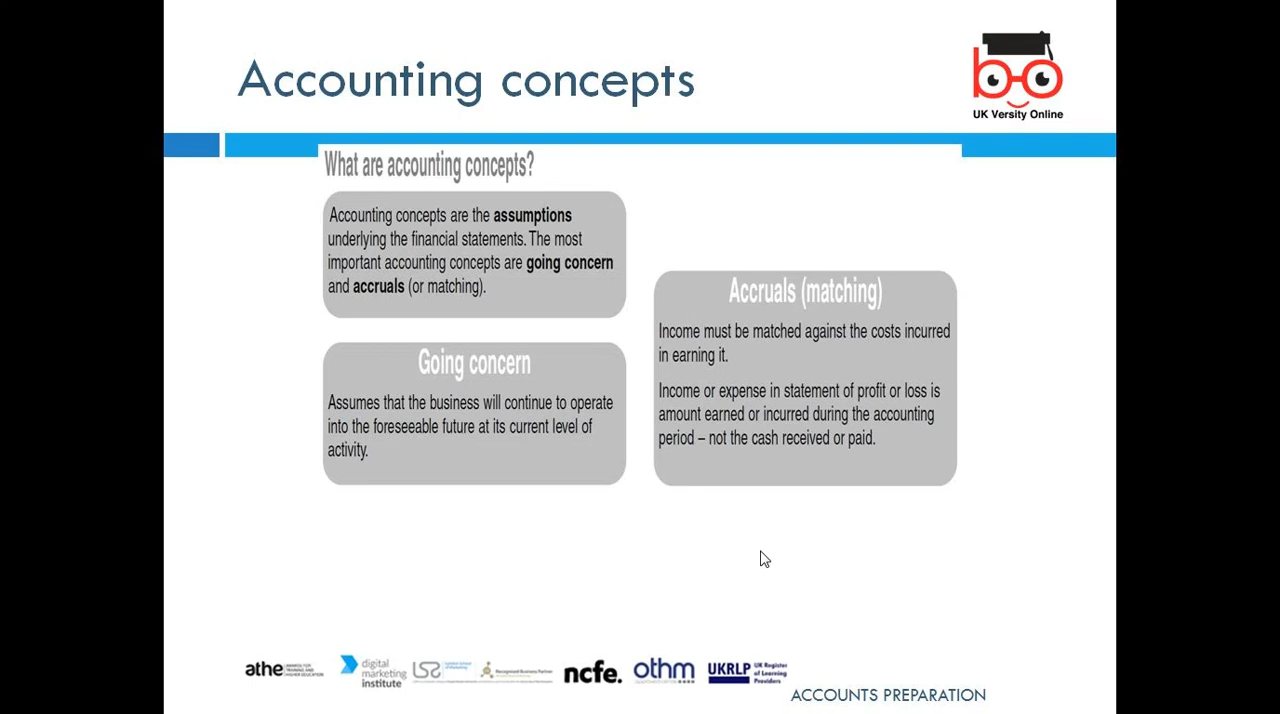 Accounting concepts
UK Versity Online
What are accounting concepts?
Accounting concepts are the assumptions
underlying the financial statements. The most
important accounting concepts are going concern
and accruals (or matching).
Going concern
Assumes that the business will continue to operate
into the foreseeable future at its current level of
activity.
Accruals (matching)
Income must be matched against the costs incurred
in earning it.
Income or expense in statement of profit or loss is
amount earned or incurred during the accounting
period – not the cash received or paid.
athe
digital
marketing
institute
LSM
Recognised Business Partner
ncfe.
othm
UKRLP
UK Register
of Learning
Providers
ACCOUNTS PREPARATION